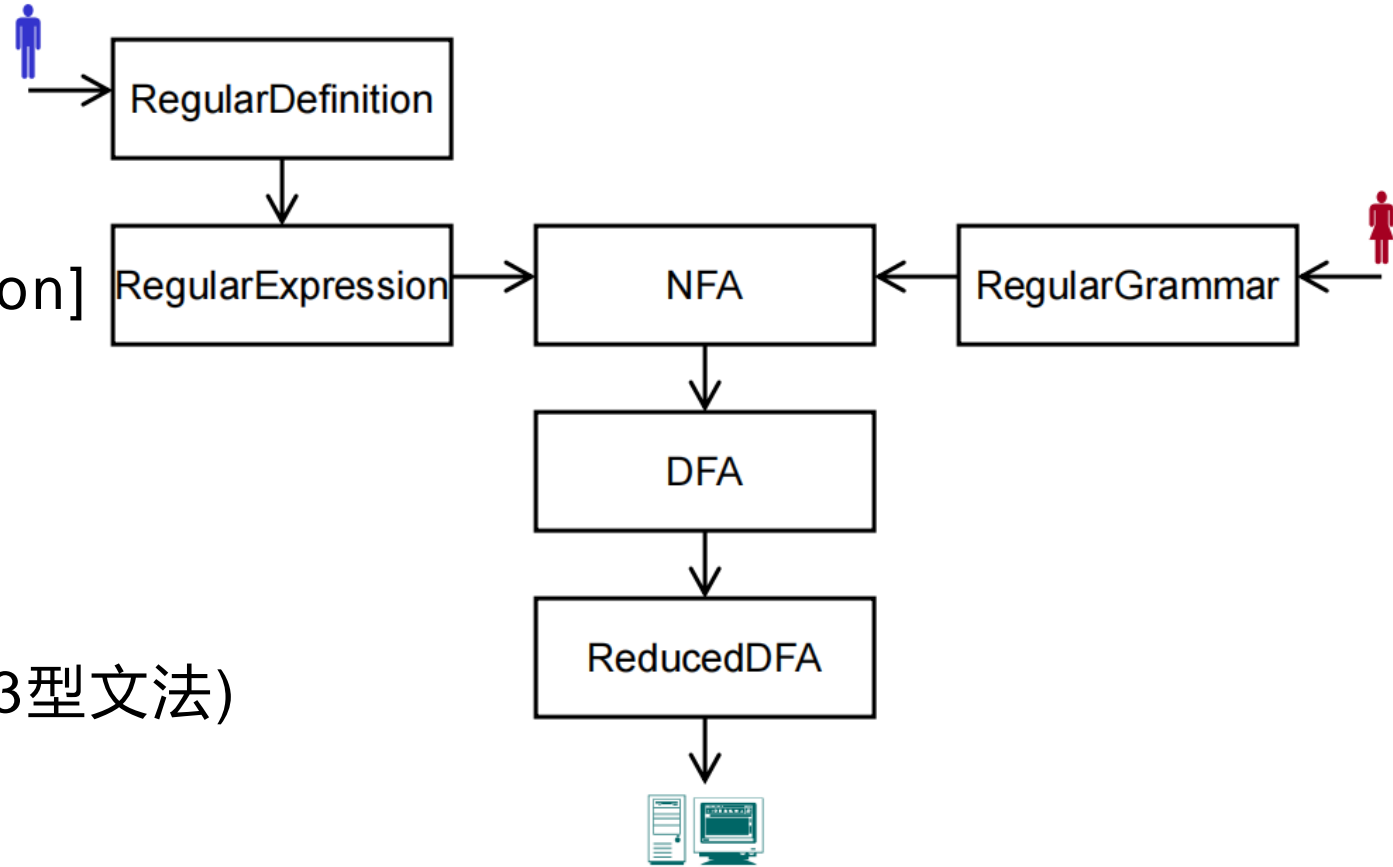 RegularDefinition
on]
RegularExpression
NFA
RegularGrammar
DFA
ReducedDFA
3型文法)